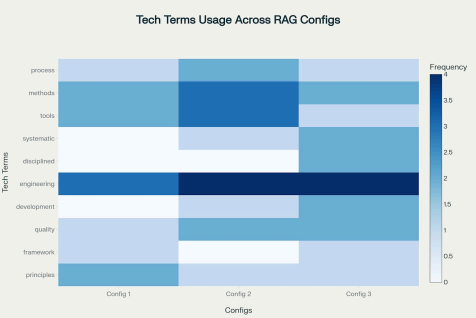 Tech Terms Usage Across RAG Configs
Frequency
process
methods
tools
systematic
disciplined
engineering
development
quality
framework
principles
Tech Terms
4
3.5
3
2.5
2
1.5
1
0.5
0
Config 1
Config 2
Config 3
Configs